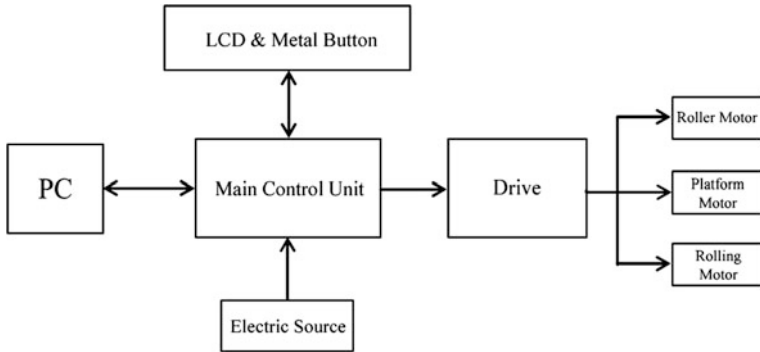 LCD & Metal Button
Roller Motor
PC
Main Control Unit
Drive
Platform
Motor
Rolling
Motor
Electric Source